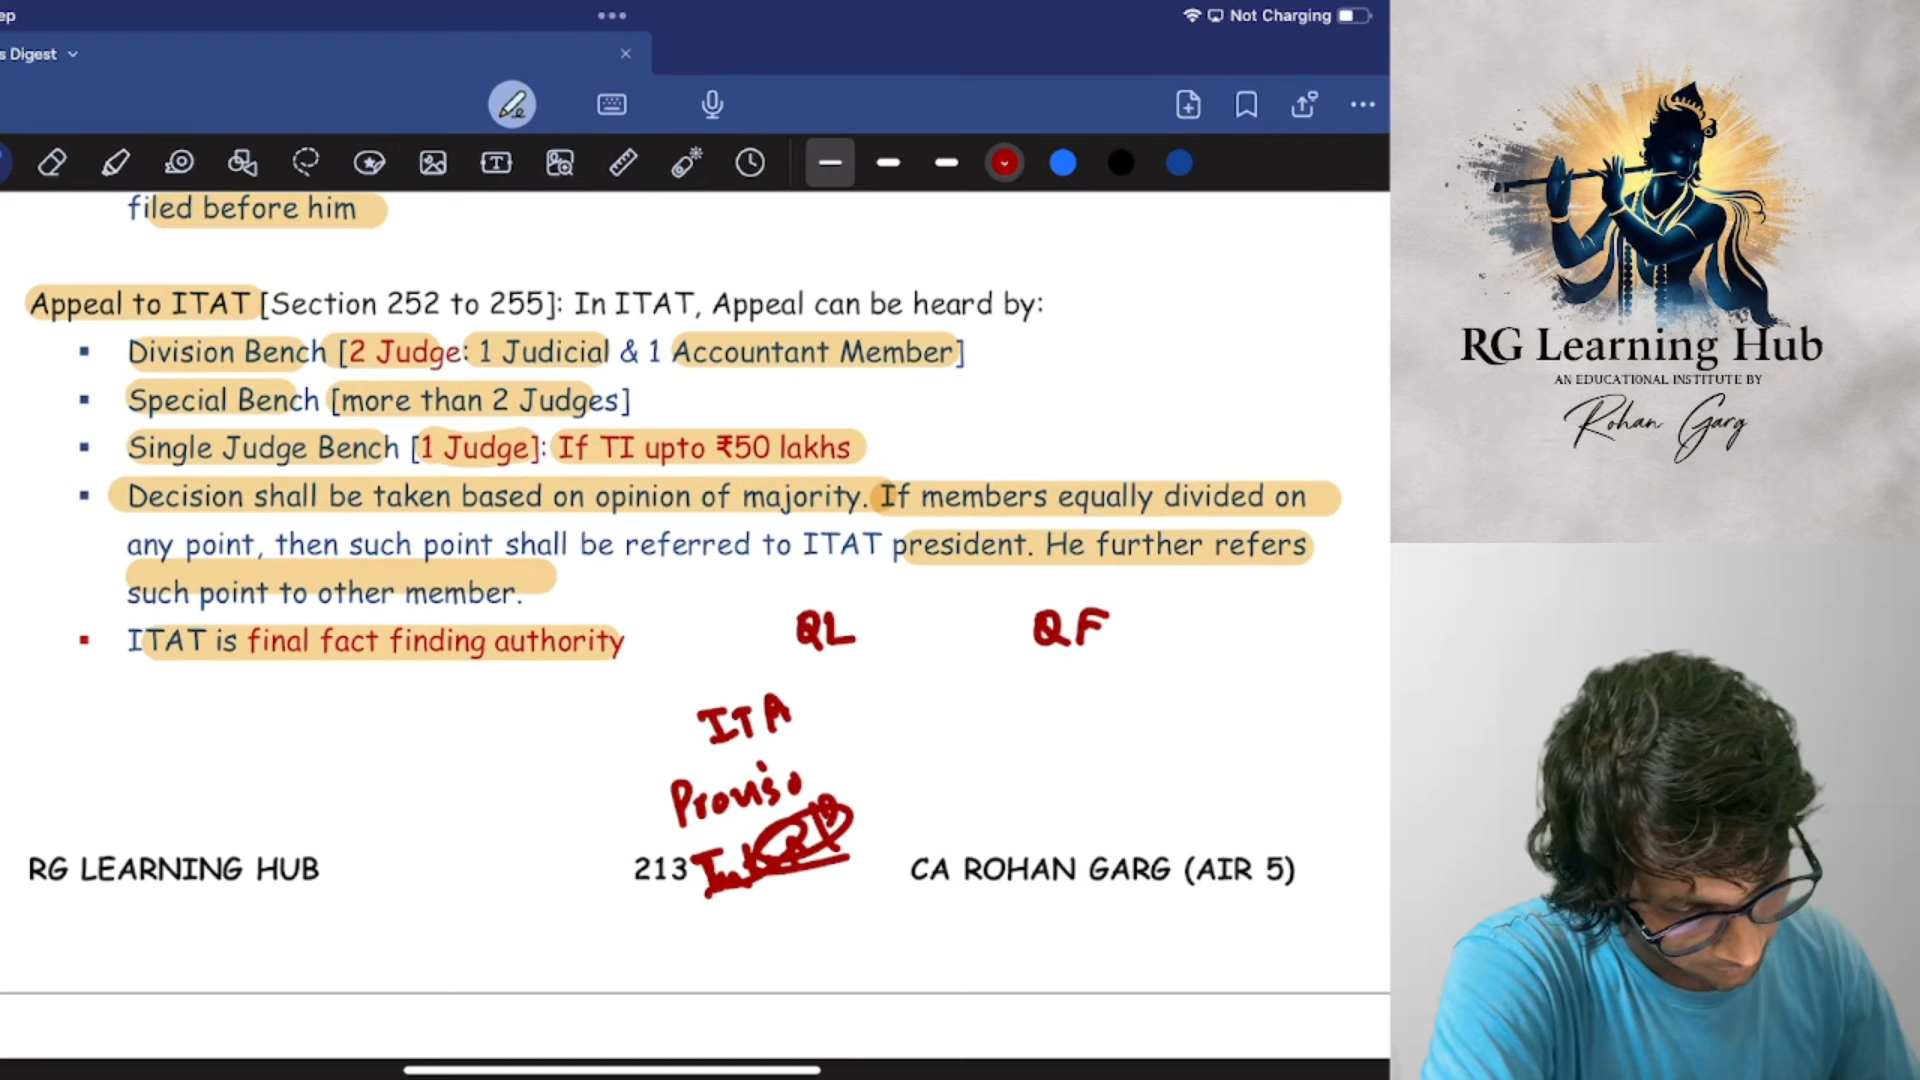 ep
Not Charging
s Digest
filed before him
Appeal to ITAT [Section 252 to 255]: In ITAT, Appeal can be heard by:
▪ Division Bench [2 Judge: 1 Judicial & 1 Accountant Member]
▪ Special Bench [more than 2 Judges]
▪ Single Judge Bench [1 Judge]: If TI upto ₹50 lakhs
▪ Decision shall be taken based on opinion of majority. If members equally divided on
any point, then such point shall be referred to ITAT president. He further refers
such point to other member.
▪ ITAT is final fact finding authority
QL QF
ITA
Proviso
RG LEARNING HUB 213 CA ROHAN GARG (AIR 5)
RG Learning Hub
AN EDUCATIONAL INSTITUTE BY
Rohan Garg